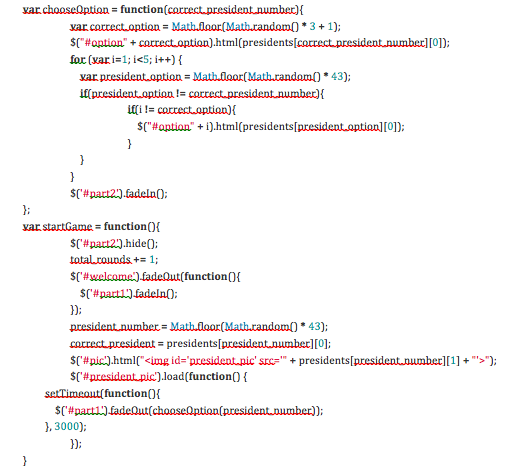 var chooseOption = function(correct_president_number){
var correct_option = Math.floor(Math.random() * 3 + 1);
$("#option" + correct_option).html(presidents[correct_president_number][0]);
for (var i=1; i<5; i++) {
var president_option = Math.floor(Math.random() * 43);
if(president_option != correct_president_number){
if(i != correct_option){
$("#option" + i).html(presidents[president_option][0]);
}
}
}
$('#part2').fadeIn();
};
var startGame = function(){
$('#part2').hide();
total_rounds += 1;
$('#welcome').fadeOut(function(){
$('#part1').fadeIn();
});
president_number = Math.floor(Math.random() * 43);
correct_president = presidents[president_number][0];
$('#pic').html("<img id='president_pic' src='" + presidents[president_number][1] + "'>");
$('#president_pic').load(function() {
setTimeout(function(){
$('#part1').fadeOut(chooseOption(president_number));
}, 3000);
});
}